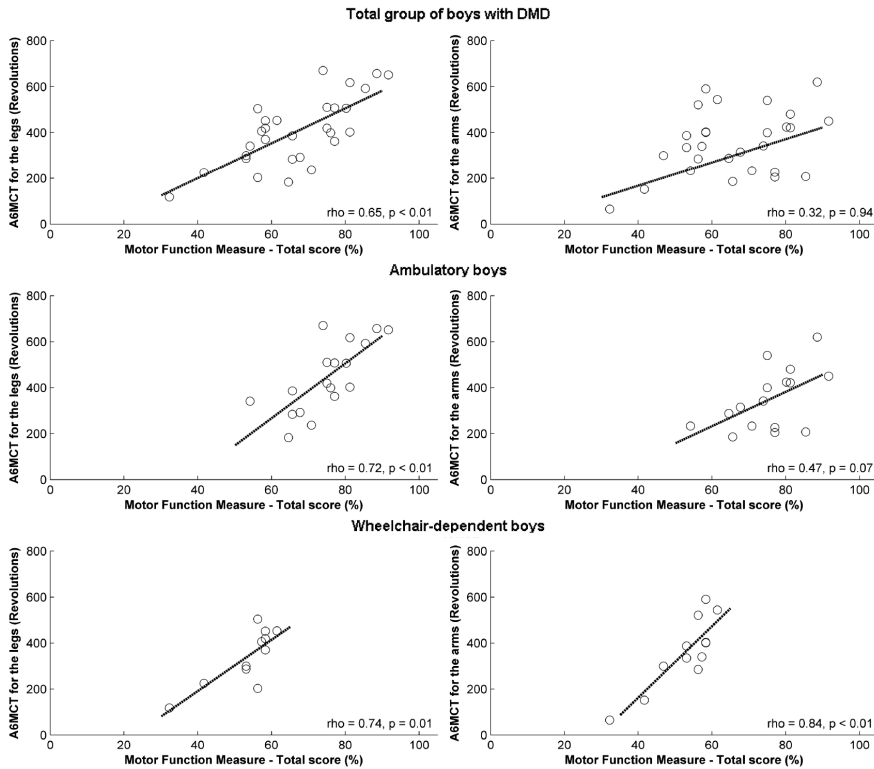 Total group of boys with DMD
A6MCT for the legs (Revolutions)
800
600
400
200
0
0 20 40 60 80 100
Motor Function Measure - Total score (%)
rho = 0.65, p < 0.01
A6MCT for the arms (Revolutions)
800
600
400
200
0
0 20 40 60 80 100
Motor Function Measure - Total score (%)
rho = 0.32, p = 0.94
Ambulatory boys
A6MCT for the legs (Revolutions)
800
600
400
200
0
0 20 40 60 80 100
Motor Function Measure - Total score (%)
rho = 0.72, p < 0.01
A6MCT for the arms (Revolutions)
800
600
400
200
0
0 20 40 60 80 100
Motor Function Measure - Total score (%)
rho = 0.47, p = 0.07
Wheelchair-dependent boys
A6MCT for the legs (Revolutions)
800
600
400
200
0
0 20 40 60 80 100
Motor Function Measure - Total score (%)
rho = 0.74, p = 0.01
A6MCT for the arms (Revolutions)
800
600
400
200
0
0 20 40 60 80 100
Motor Function Measure - Total score (%)
rho = 0.84, p < 0.01